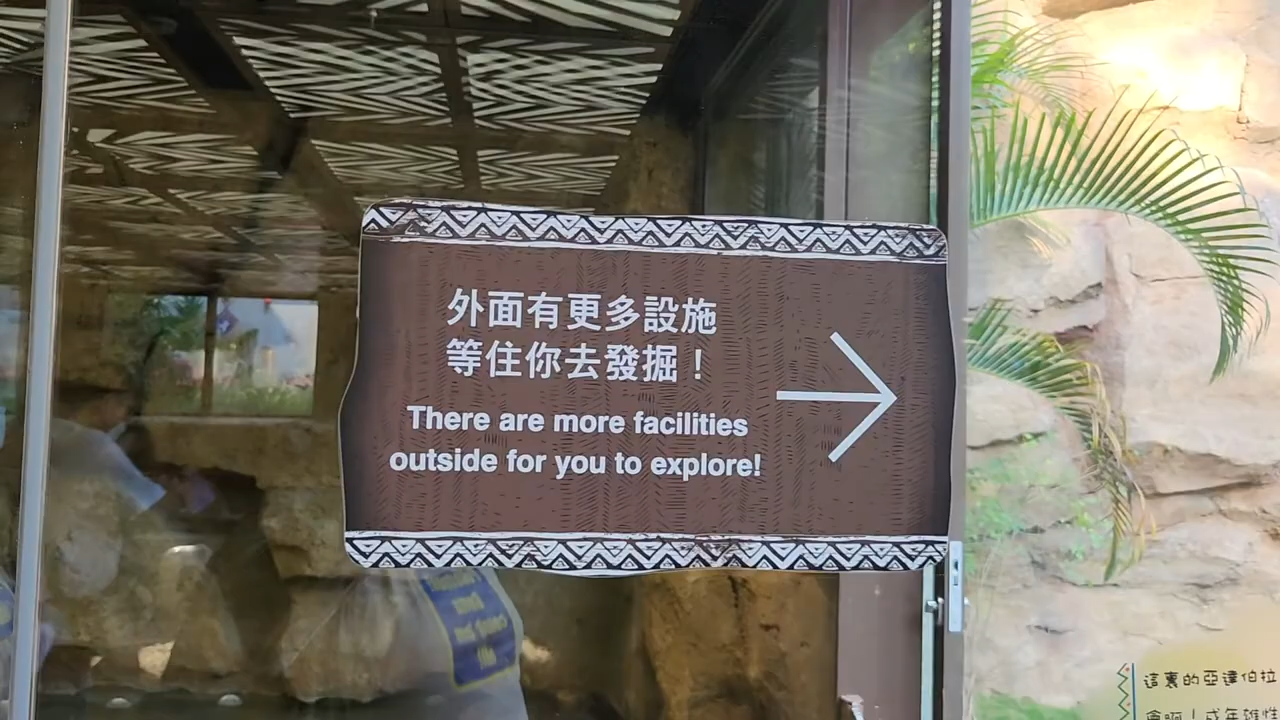 外面有更多設施
等住你去發掘！
There are more facilities
outside for you to explore!
這裏的亞達伯拉